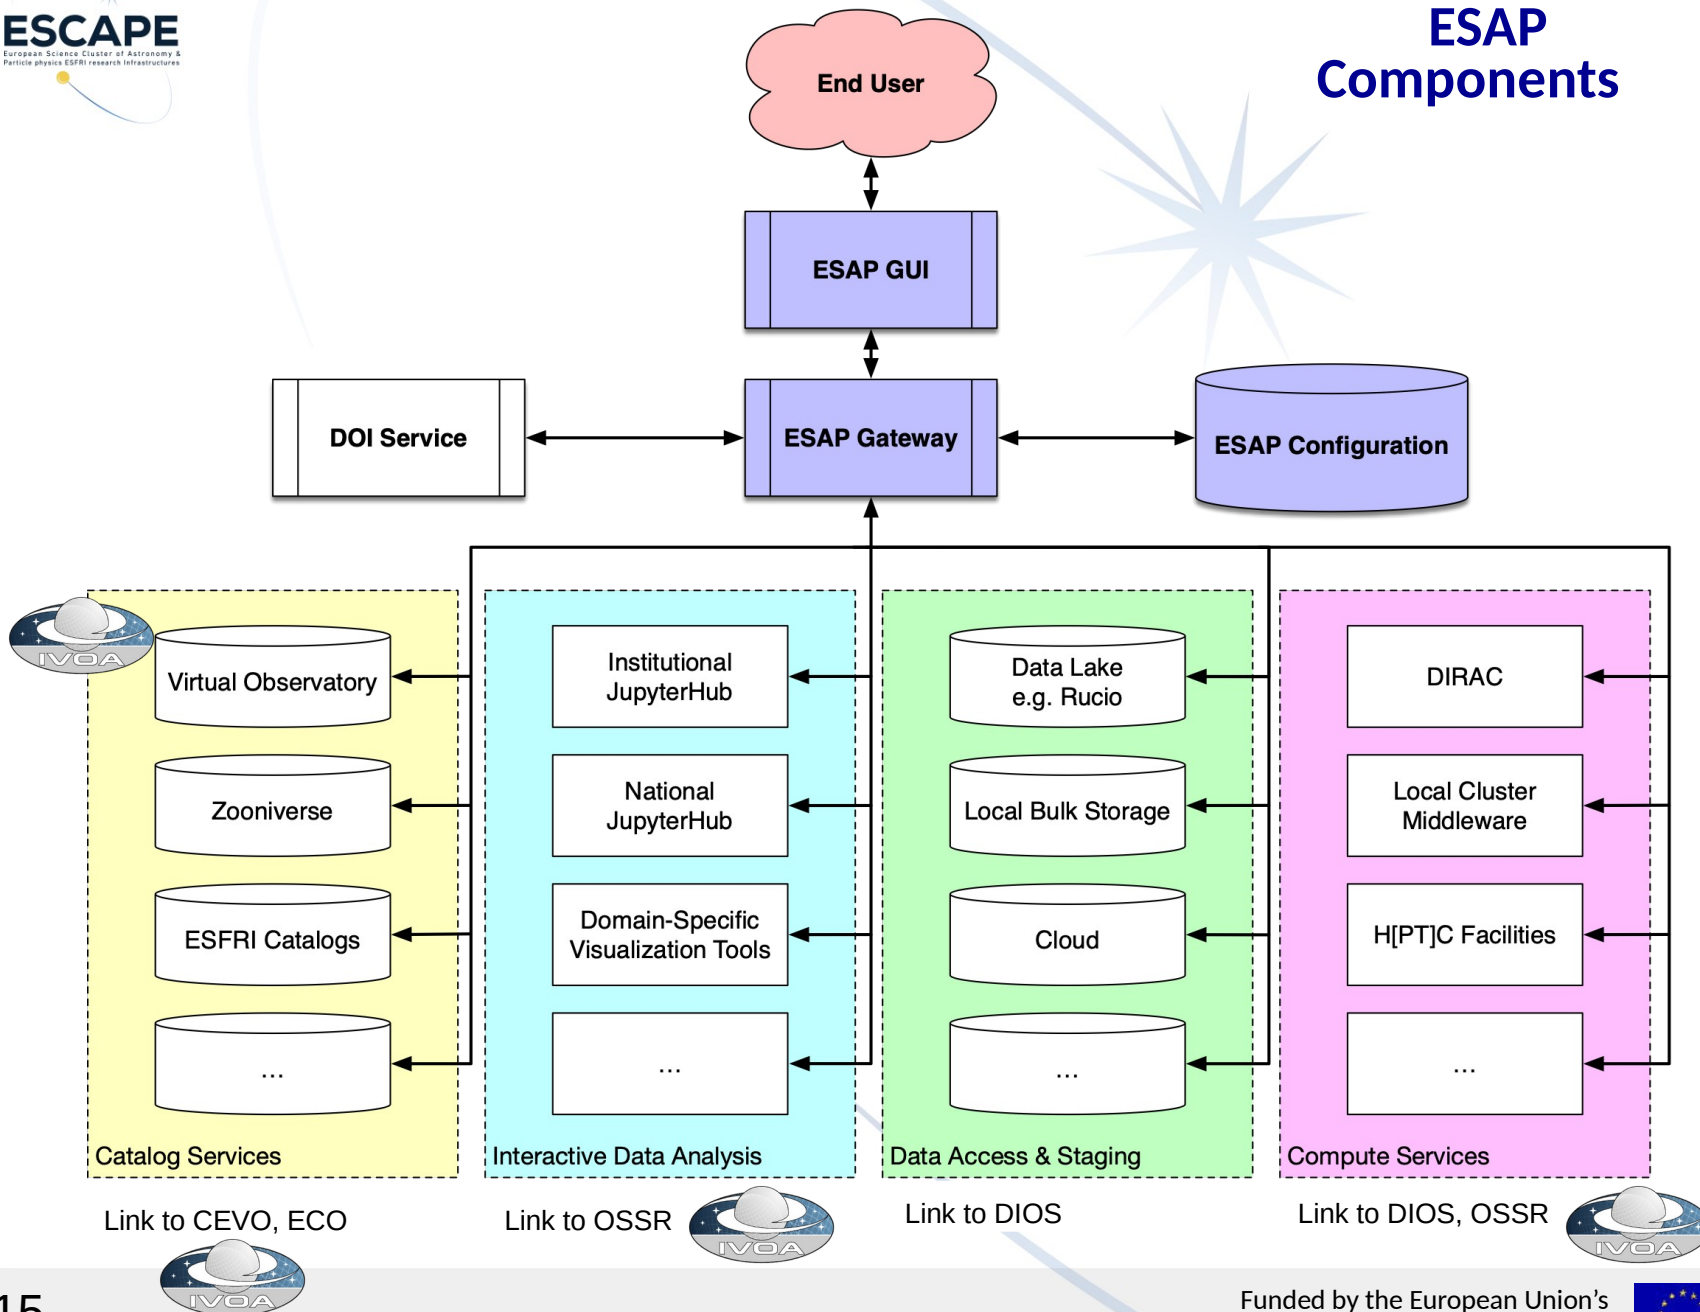 ESCAPE
European Science Cluster of Astronomy &
Particle physics ESFRI research Infrastructures
ESAP
Components
End User
ESAP GUI
DOI Service
ESAP Gateway
ESAP Configuration
IVOA
Virtual Observatory
Zooniverse
ESFRI Catalogs
...
Catalog Services
Institutional
JupyterHub
National
JupyterHub
Domain-Specific
Visualization Tools
...
Interactive Data Analysis
Data Lake
e.g. Rucio
Local Bulk Storage
Cloud
...
Data Access & Staging
DIRAC
Local Cluster
Middleware
H[PT]C Facilities
...
Compute Services
Link to CEVO, ECO
IVOA
Link to OSSR
IVOA
Link to DIOS
Link to DIOS, OSSR
IVOA
15
Funded by the European Union’s